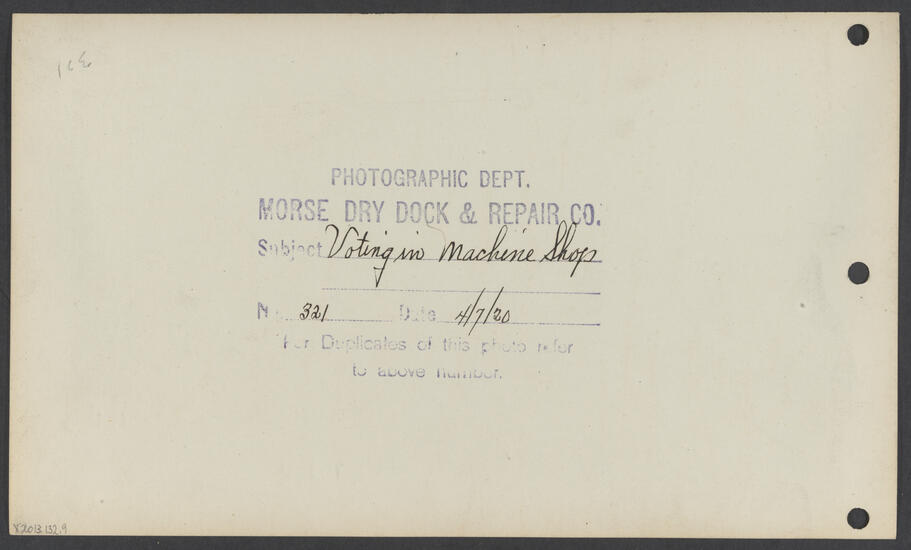 PHOTOGRAPHIC DEPT.
MORSE DRY DOCK & REPAIR CO.
Subject Voting in Machine Shop
No. 321 Date 4/7/20
For Duplicates of this photo refer
to above number.
V2013.132.9